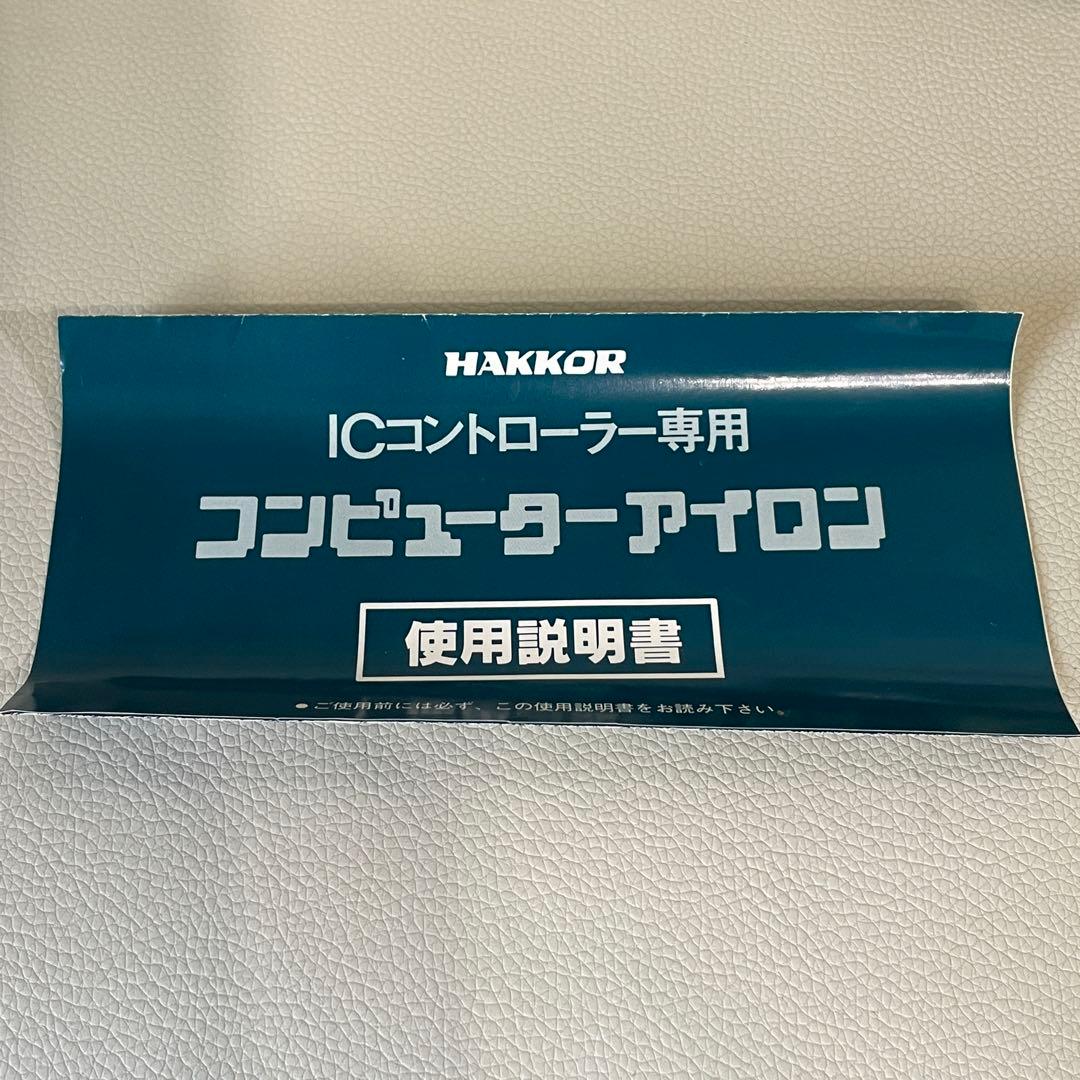 HAKKOR
ICコントローラー専用
コンピューターアイロン
使用説明書
●ご使用前には必ず、この使用説明書をお読み下さい。